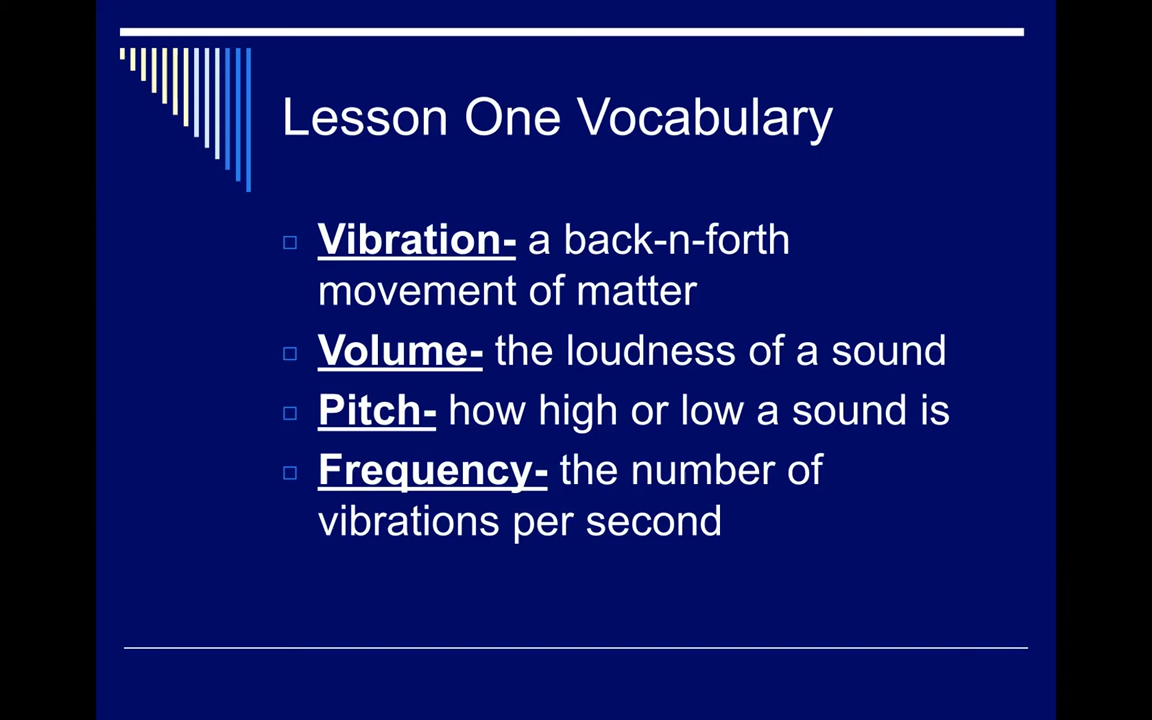 Lesson One Vocabulary
Vibration- a back-n-forth
movement of matter
Volume- the loudness of a sound
Pitch- how high or low a sound is
Frequency- the number of
vibrations per second